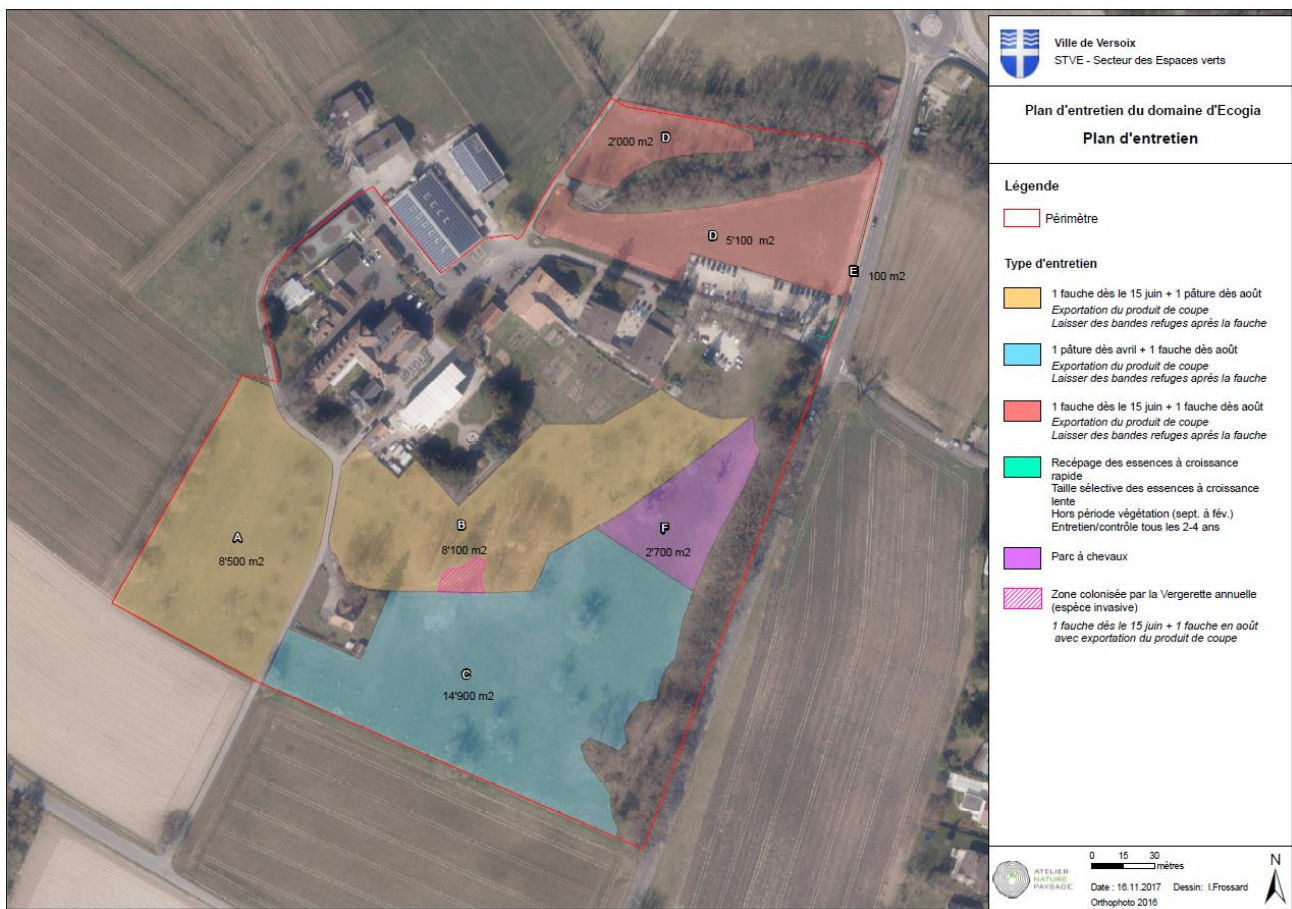 Ville de Versoix
STVE - Secteur des Espaces verts
Plan d'entretien du domaine d'Ecogia
Plan d'entretien
Légende
Périmètre
Type d'entretien
1 fauche dès le 15 juin + 1 pâture dès août
Exportation du produit de coupe
Laisser des bandes refuges après la fauche
1 pâture dès avril + 1 fauche dès août
Exportation du produit de coupe
Laisser des bandes refuges après la fauche
1 fauche dès le 15 juin + 1 fauche dès août
Exportation du produit de coupe
Laisser des bandes refuges après la fauche
Recépage des essences à croissance
rapide
Taille sélective des essences à croissance
lente
Hors période végétation (sept. à fév.)
Entretien/contrôle tous les 2-4 ans
Parc à chevaux
Zone colonisée par la Vergerette annuelle
(espèce invasive)
1 fauche dès le 15 juin + 1 fauche en août
avec exportation du produit de coupe
2'000 m2 D
D 5'100 m2
E 100 m2
A
8'500 m2
B
8'100 m2
F
2'700 m2
C
14'900 m2
ATELIER
NATURE
PAYSAGE
0 15 30
mètres
Date : 16.11.2017 Dessin: I.Frossard
Orthophoto 2016
N